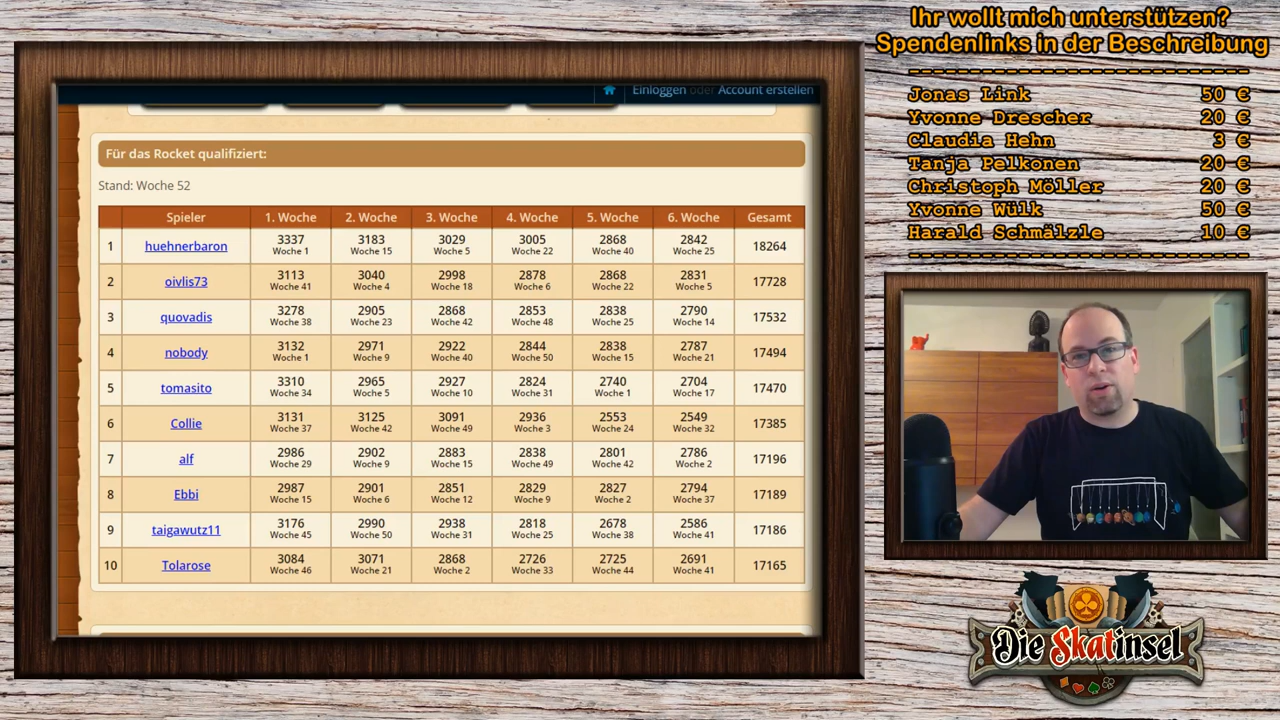 Ihr wollt mich unterstützen?
Spendenlinks in der Beschreibung
Jonas Link 50 €
Yvonne Drescher 20 €
Claudia Hehn 3 €
Tanja Pelkonen 20 €
Christoph Möller 20 €
Yvonne Wülk 50 €
Harald Schmälzle 10 €
Einloggen oder Account erstellen
Für das Rocket qualifiziert:
Stand: Woche 52
Spieler 1. Woche 2. Woche 3. Woche 4. Woche 5. Woche 6. Woche Gesamt
1 huehnerbaron 3337 3183 3029 3005 2868 2842 18264
Woche 1 Woche 15 Woche 5 Woche 22 Woche 40 Woche 25
2 oivlis73 3113 3040 2998 2878 2868 2831 17728
Woche 41 Woche 4 Woche 18 Woche 6 Woche 22 Woche 5
3 quovadis 3278 2905 2868 2853 2838 2790 17532
Woche 38 Woche 23 Woche 42 Woche 48 Woche 25 Woche 14
4 nobody 3132 2971 2922 2844 2838 2787 17494
Woche 1 Woche 9 Woche 40 Woche 50 Woche 15 Woche 21
5 tomasito 3310 2965 2927 2824 2740 2704 17470
Woche 34 Woche 5 Woche 10 Woche 31 Woche 1 Woche 17
6 Collie 3131 3125 3091 2936 2553 2549 17385
Woche 37 Woche 42 Woche 49 Woche 3 Woche 24 Woche 32
7 alf 2986 2902 2883 2838 2801 2786 17196
Woche 29 Woche 9 Woche 15 Woche 49 Woche 42 Woche 2
8 Ebbi 2987 2901 2851 2829 2827 2794 17189
Woche 15 Woche 6 Woche 12 Woche 9 Woche 2 Woche 37
9 taigawutz11 3176 2990 2938 2818 2678 2586 17186
Woche 45 Woche 50 Woche 31 Woche 25 Woche 38 Woche 41
10 Tolarose 3084 3071 2868 2726 2725 2691 17165
Woche 46 Woche 21 Woche 2 Woche 33 Woche 44 Woche 41
Die Skatinsel